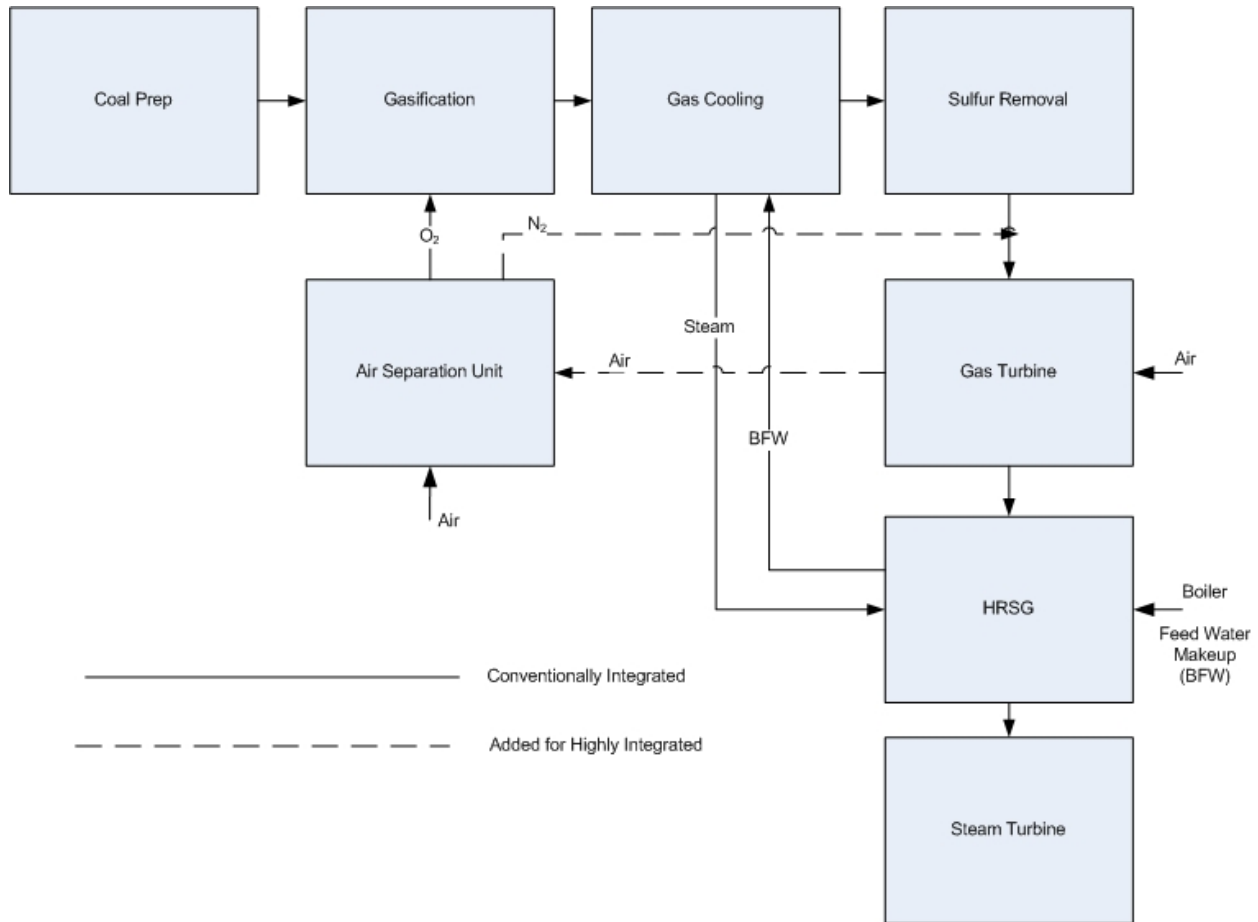 Coal Prep
Gasification
Gas Cooling
Sulfur Removal
O₂
N₂
Steam
Air Separation Unit
Air
Gas Turbine
Air
BFW
Air
HRSG
Boiler
Feed Water
Makeup
(BFW)
Conventionally Integrated
Added for Highly Integrated
Steam Turbine